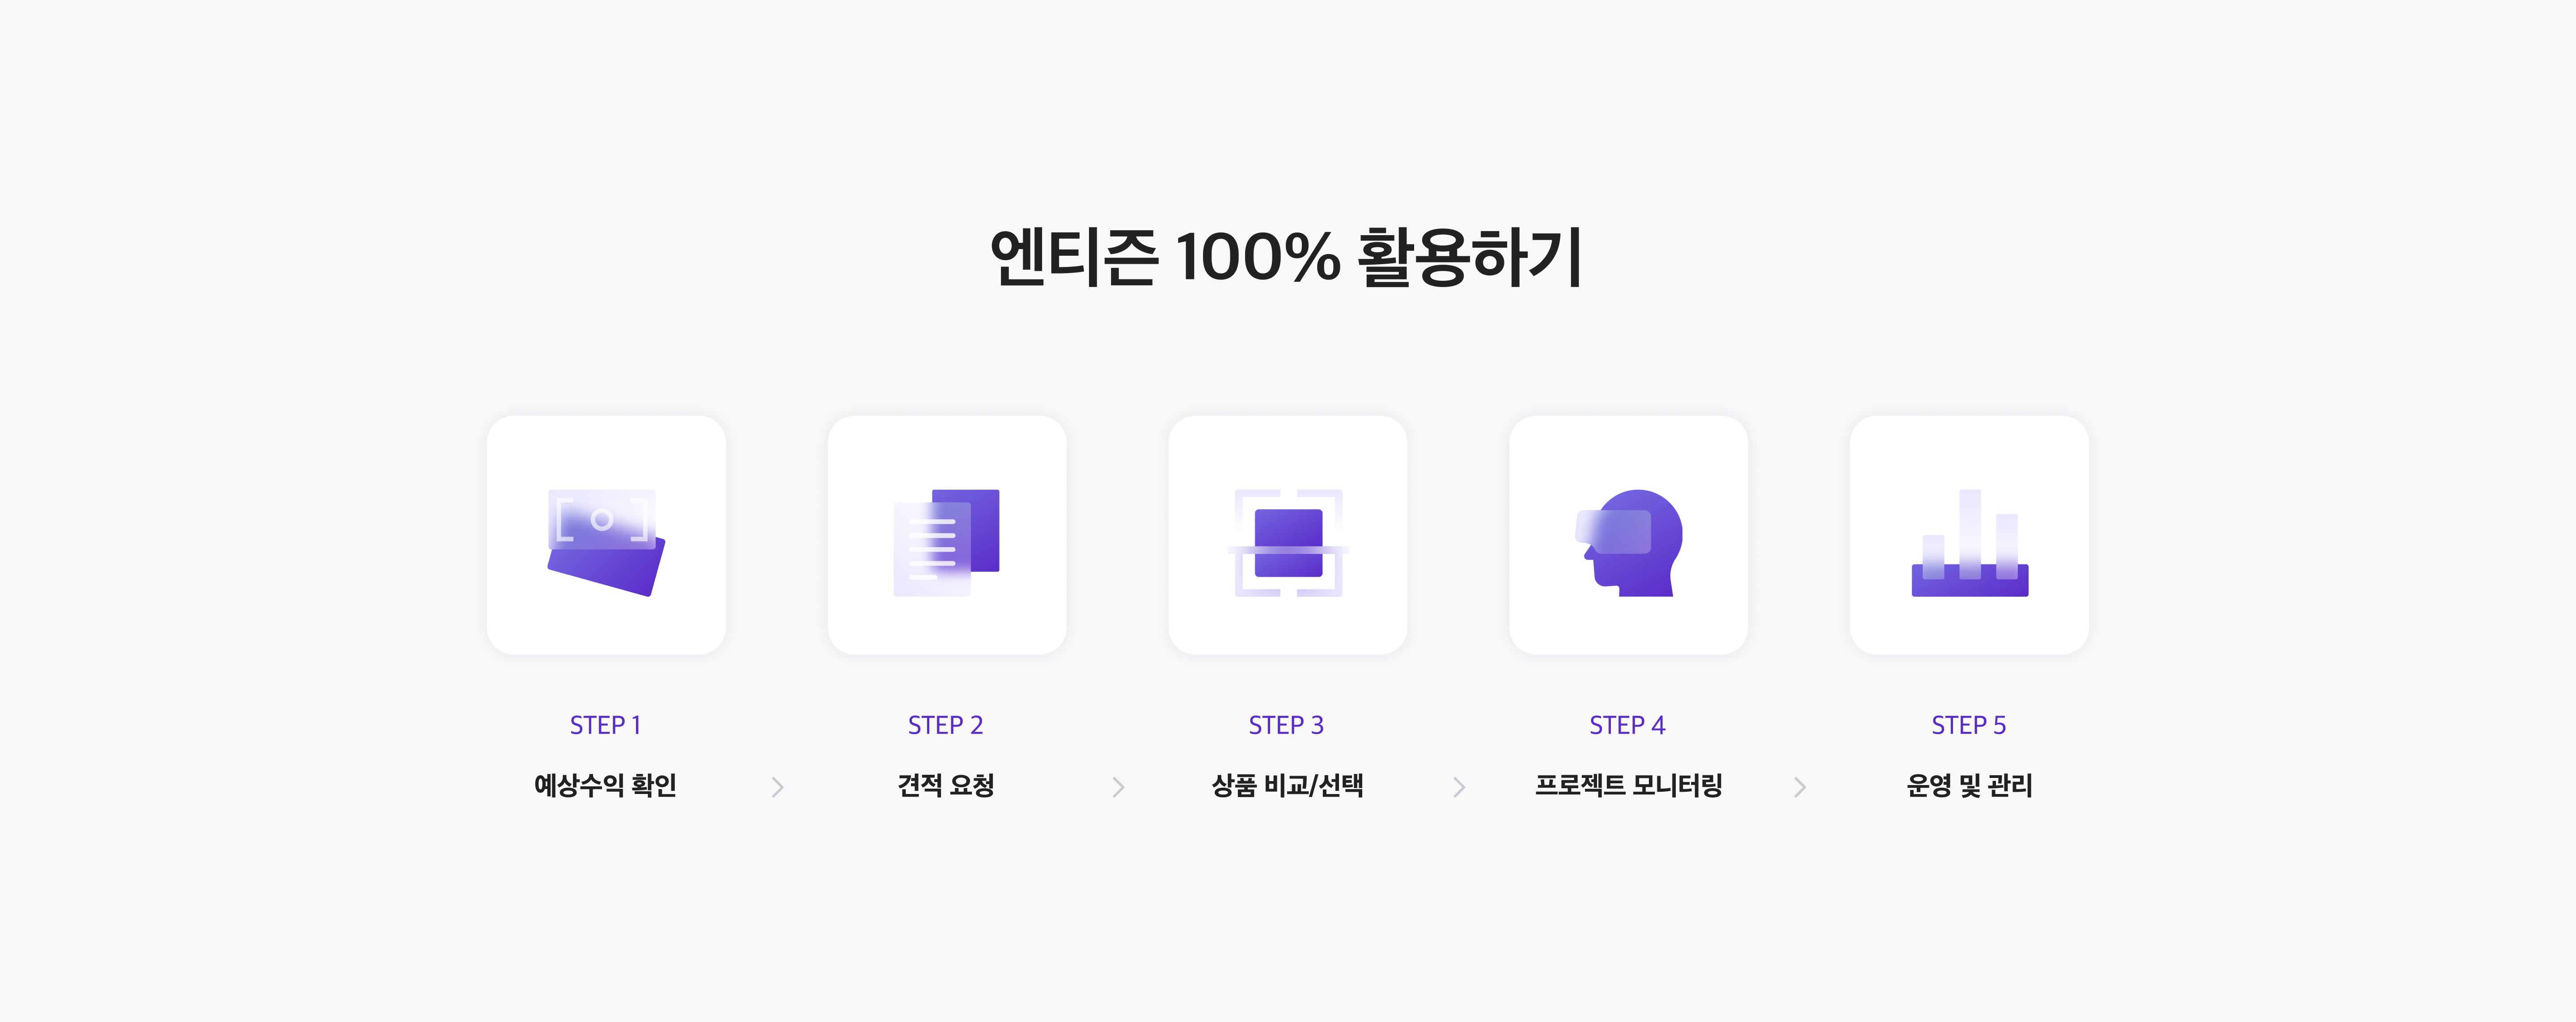 엔티즌 100% 활용하기
STEP 1
예상수익 확인
STEP 2
견적 요청
STEP 3
상품 비교/선택
STEP 4
프로젝트 모니터링
STEP 5
운영 및 관리